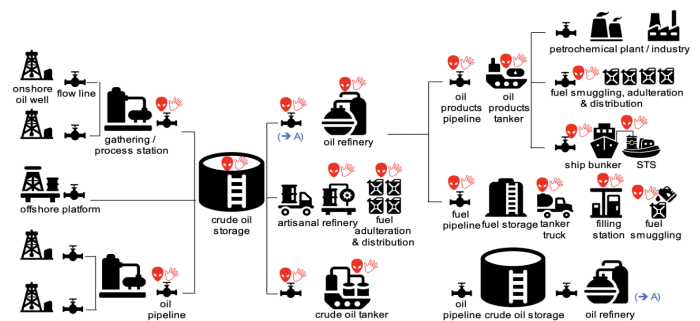 onshore
oil well
flow line
gathering /
process station
offshore platform
oil
pipeline
crude oil
storage
(➔ A)
oil refinery
artisanal refinery
fuel
adulteration
& distribution
crude oil tanker
oil
products
pipeline
oil
products
tanker
petrochemical plant / industry
fuel smuggling, adulteration
& distribution
ship bunker
STS
fuel
pipeline
fuel storage
tanker
truck
filling
station
fuel
smuggling
oil
pipeline
crude oil storage
oil refinery
(➔ A)